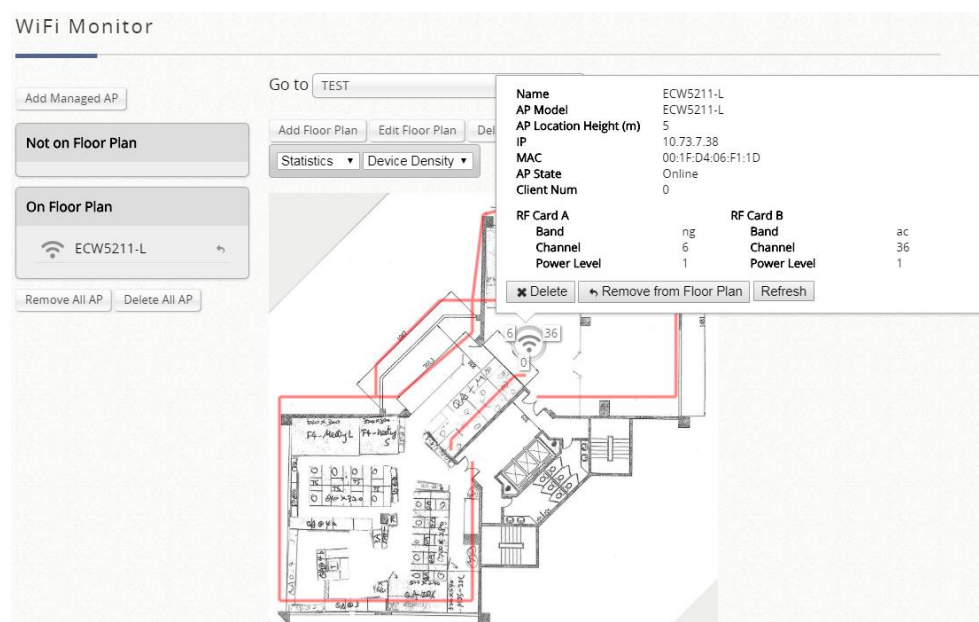 WiFi Monitor
Add Managed AP
Not on Floor Plan
On Floor Plan
ECW5211-L
Remove All AP Delete All AP
Go to TEST
Add Floor Plan Edit Floor Plan Del
Statistics Device Density
Name ECW5211-L
AP Model ECW5211-L
AP Location Height (m) 5
IP 10.73.7.38
MAC 00:1F:D4:06:F1:1D
AP State Online
Client Num 0
RF Card A RF Card B
Band ng Band ac
Channel 6 Channel 36
Power Level 1 Power Level 1
Delete Remove from Floor Plan Refresh
6 36
0
F4-Meeting L F4-